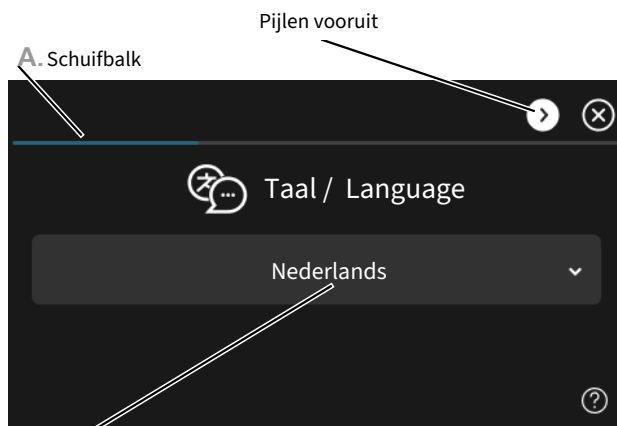 Pijlen vooruit
A. Schuifbalk
Taal / Language
Nederlands